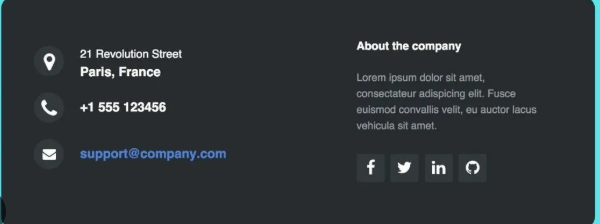 21 Revolution Street
Paris, France
+1 555 123456
support@company.com
About the company
Lorem ipsum dolor sit amet,
consectateur adispicing elit. Fusce
euismod convallis velit, eu auctor lacus
vehicula sit amet.